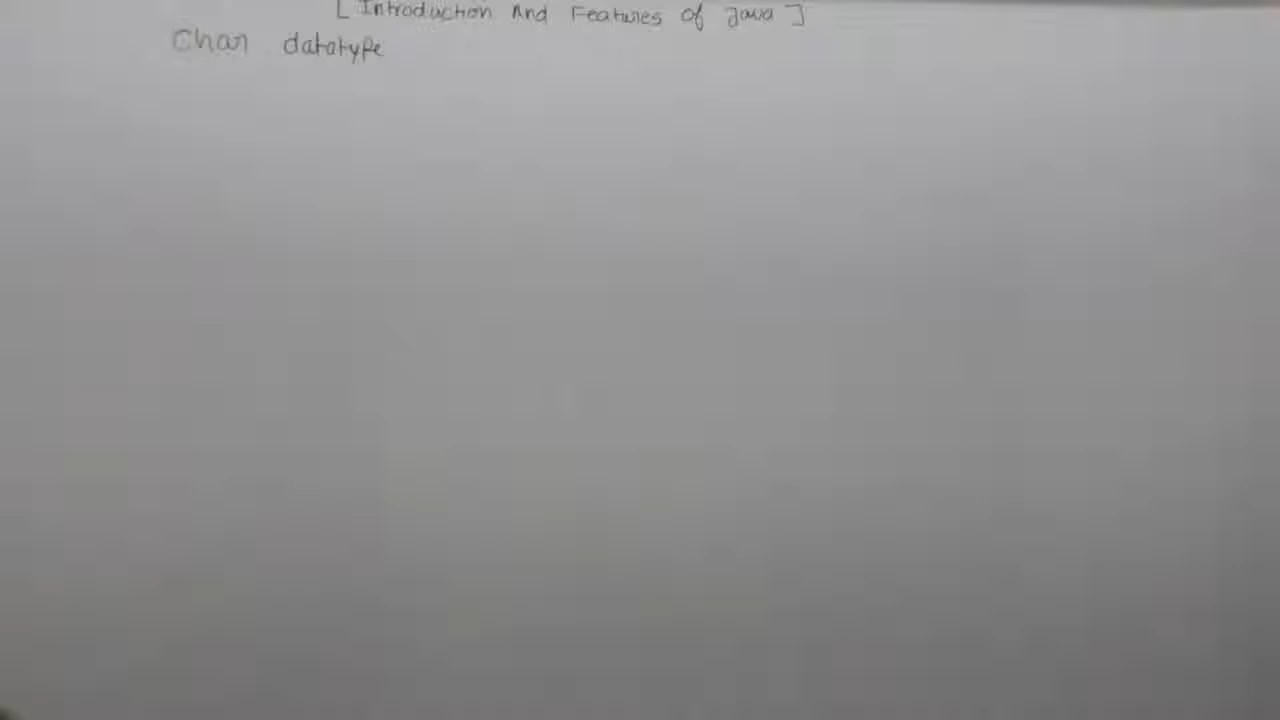 [ Introduction And Features of Java ]
Char datatype